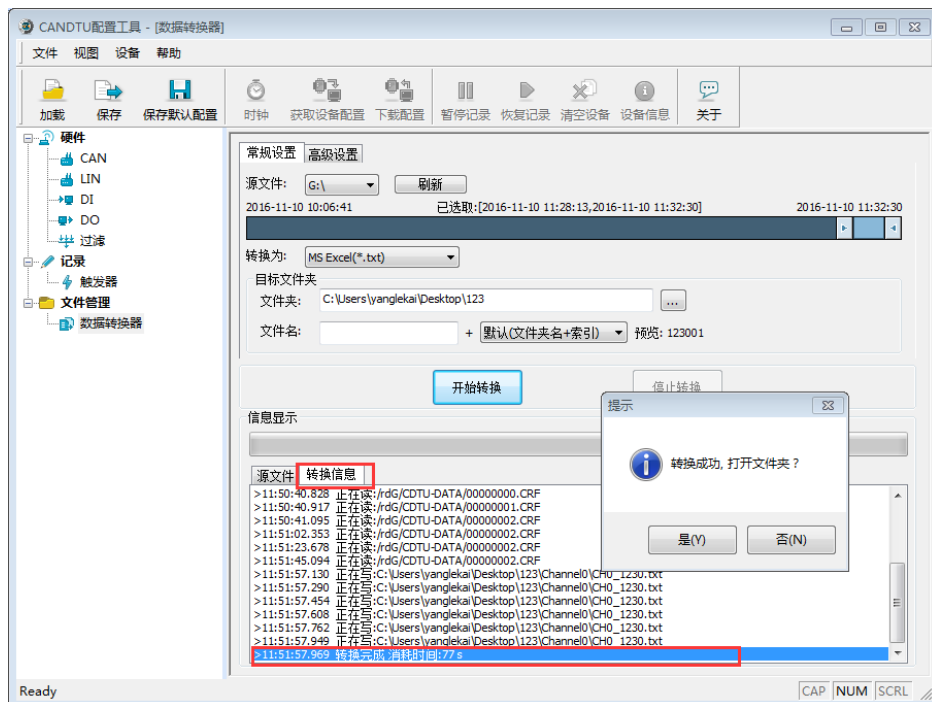 CANDTU配置工具 - [数据转换器]
文件 视图 设备 帮助
加载 保存 保存默认配置 时钟 获取设备配置 下载配置 暂停记录 恢复记录 清空设备 设备信息 关于
硬件
CAN
LIN
DI
DO
过滤
记录
触发器
文件管理
数据转换器
常规设置 高级设置
源文件: G:\ 刷新
2016-11-10 10:06:41 已选取:[2016-11-10 11:28:13,2016-11-10 11:32:30] 2016-11-10 11:32:30
转换为: MS Excel(*.txt)
目标文件夹
文件夹: C:\Users\yanglekai\Desktop\123 ...
文件名: + 默认(文件夹名+索引) 预览: 123001
开始转换 停止转换
信息显示
提示
转换成功, 打开文件夹？
是(Y) 否(N)
源文件 转换信息
>11:50:40.828 正在读:/rdG/CDTU-DATA/00000000.CRF
>11:50:40.917 正在读:/rdG/CDTU-DATA/00000001.CRF
>11:50:41.095 正在读:/rdG/CDTU-DATA/00000002.CRF
>11:51:02.353 正在读:/rdG/CDTU-DATA/00000002.CRF
>11:51:23.678 正在读:/rdG/CDTU-DATA/00000002.CRF
>11:51:45.094 正在读:/rdG/CDTU-DATA/00000002.CRF
>11:51:57.130 正在写:C:\Users\yanglekai\Desktop\123\Channel0\CH0_1230.txt
>11:51:57.290 正在写:C:\Users\yanglekai\Desktop\123\Channel0\CH0_1230.txt
>11:51:57.454 正在写:C:\Users\yanglekai\Desktop\123\Channel0\CH0_1230.txt
>11:51:57.608 正在写:C:\Users\yanglekai\Desktop\123\Channel0\CH0_1230.txt
>11:51:57.762 正在写:C:\Users\yanglekai\Desktop\123\Channel0\CH0_1230.txt
>11:51:57.949 正在写:C:\Users\yanglekai\Desktop\123\Channel0\CH0_1230.txt
>11:51:57.969 转换完成 消耗时间:77 s
Ready CAP NUM SCRL